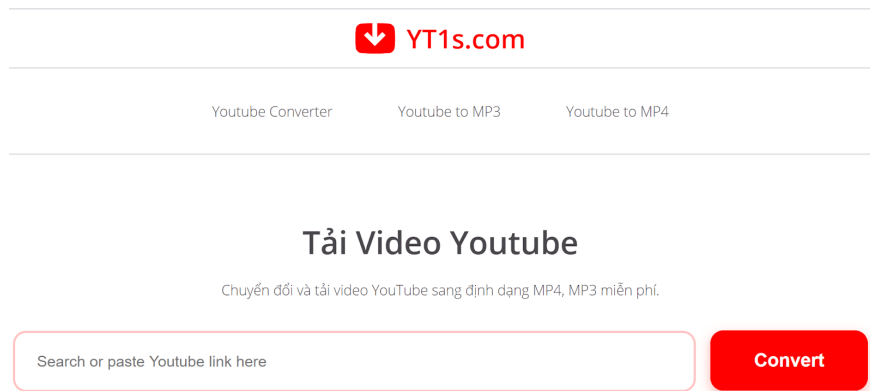 YT1s.com
Youtube Converter Youtube to MP3 Youtube to MP4
Tải Video Youtube
Chuyển đổi và tải video YouTube sang định dạng MP4, MP3 miễn phí.
Search or paste Youtube link here Convert